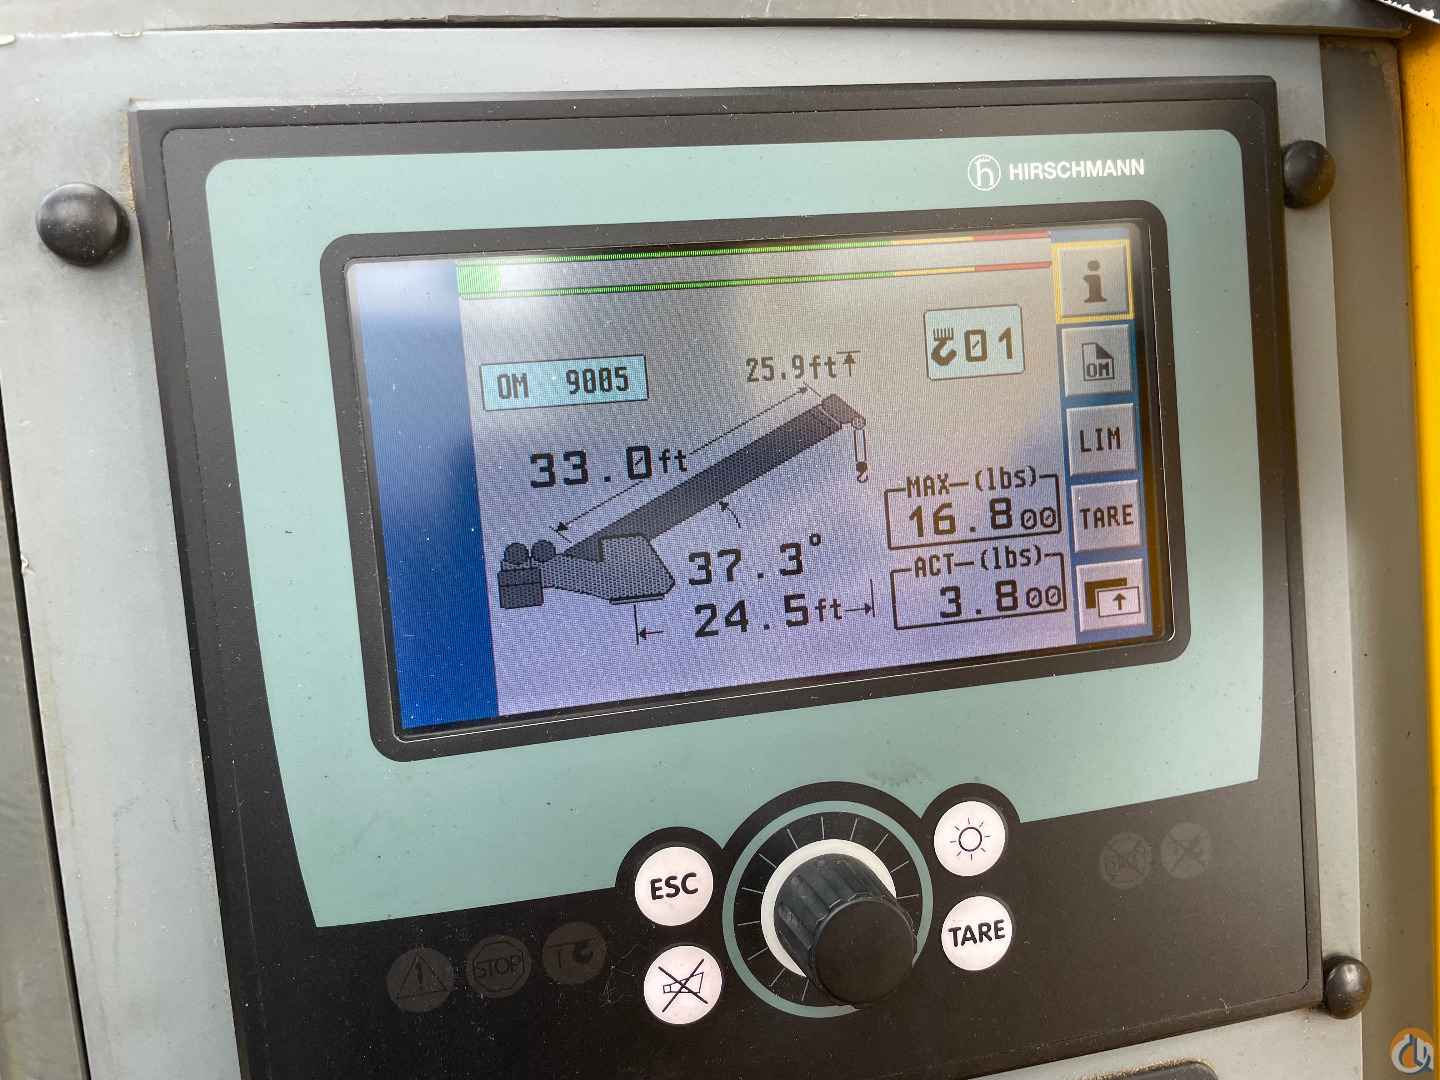 HIRSCHMANN
i
01
25.9ft
OM 9005
OM
33.0ft
LIM
MAX (lbs)
16.800
TARE
37.3°
ACT (lbs)
3.800
24.5ft
ESC
TARE
STOP
T